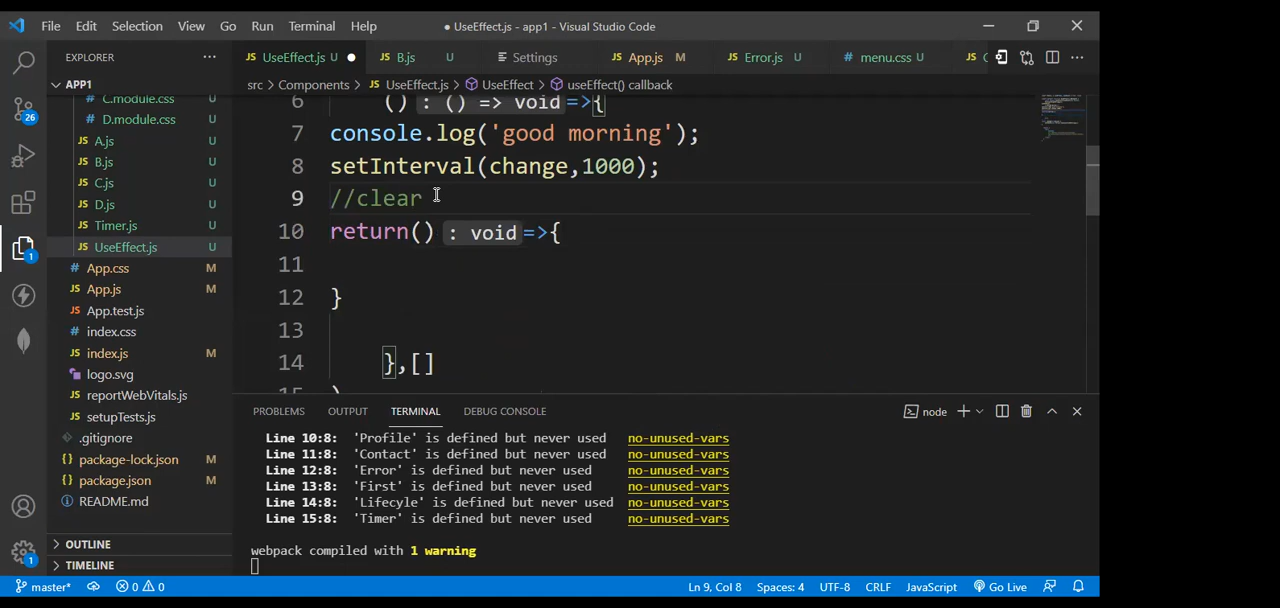 File Edit Selection View Go Run Terminal Help ● UseEffect.js - app1 - Visual Studio Code
EXPLORER ···
JS UseEffect.js U ● JS B.js U Settings JS App.js M JS Error.js U # menu.css U JS
src > Components > JS UseEffect.js > UseEffect > useEffect() callback
APP1
C.module.css U
D.module.css U
JS A.js U
JS B.js U
JS C.js U
JS D.js U
JS Timer.js U
JS UseEffect.js U
# App.css M
JS App.js M
JS App.test.js
# index.css
JS index.js M
logo.svg
JS reportWebVitals.js
JS setupTests.js
.gitignore
{} package-lock.json M
{} package.json M
README.md
OUTLINE
TIMELINE
26
1
1
6 () : () => void =>{
7 console.log('good morning');
8 setInterval(change,1000);
9 //clear
10 return() : void =>{
11
12 }
13
14 },[]
15 )
PROBLEMS OUTPUT TERMINAL DEBUG CONSOLE node
Line 10:8: 'Profile' is defined but never used no-unused-vars
Line 11:8: 'Contact' is defined but never used no-unused-vars
Line 12:8: 'Error' is defined but never used no-unused-vars
Line 13:8: 'First' is defined but never used no-unused-vars
Line 14:8: 'Lifecyle' is defined but never used no-unused-vars
Line 15:8: 'Timer' is defined but never used no-unused-vars
webpack compiled with 1 warning
master* 0 0 Ln 9, Col 8 Spaces: 4 UTF-8 CRLF JavaScript Go Live